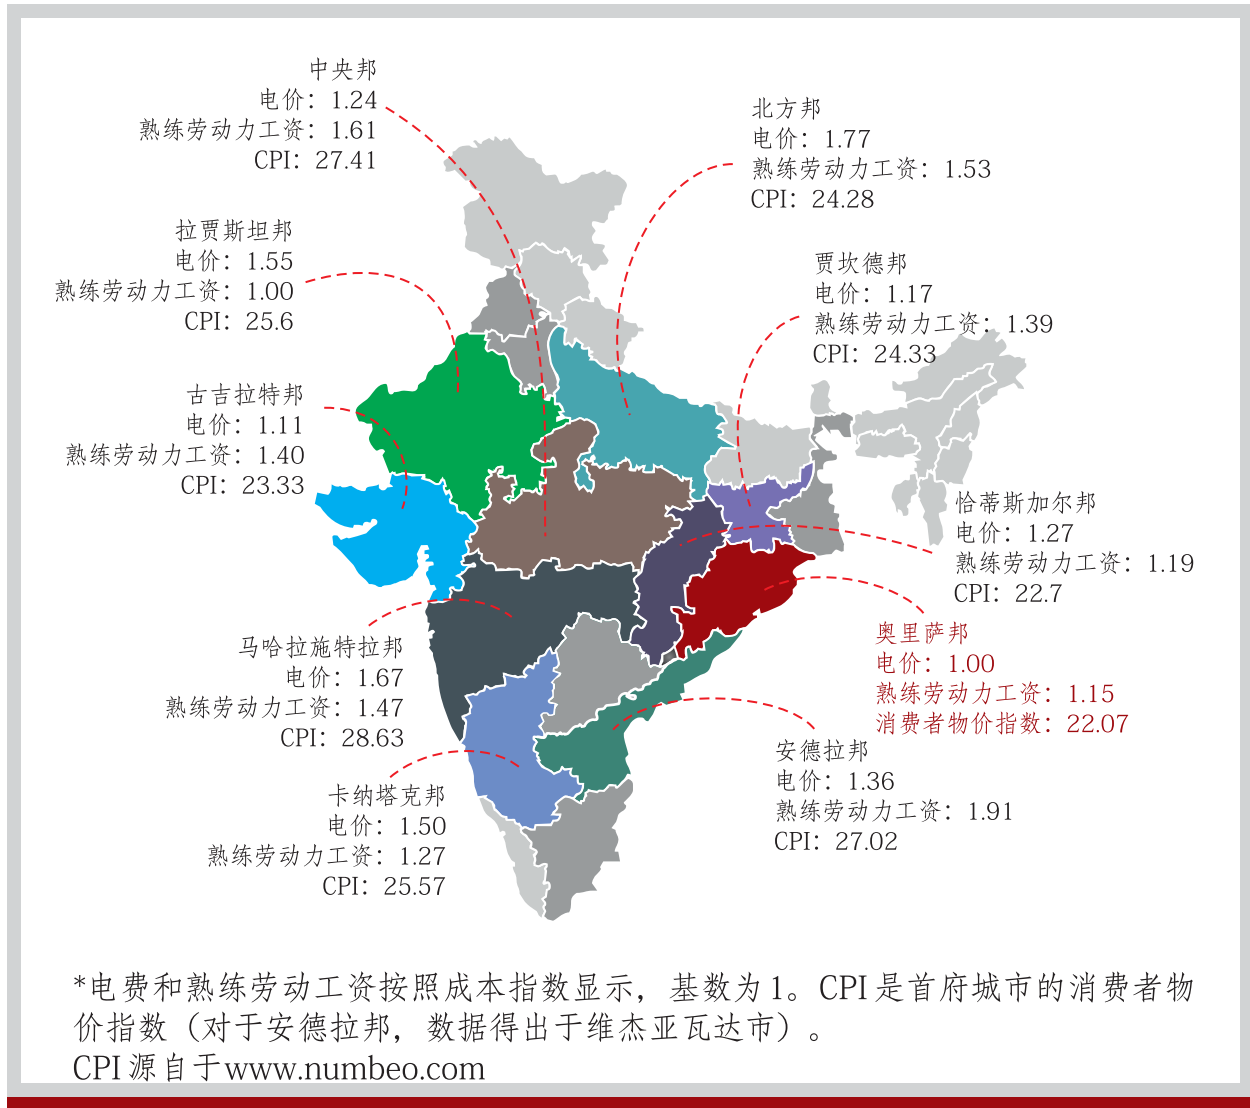 中央邦
电价：1.24
熟练劳动力工资：1.61
CPI：27.41
北方邦
电价：1.77
熟练劳动力工资：1.53
CPI：24.28
拉贾斯坦邦
电价：1.55
熟练劳动力工资：1.00
CPI：25.6
贾坎德邦
电价：1.17
熟练劳动力工资：1.39
CPI：24.33
古吉拉特邦
电价：1.11
熟练劳动力工资：1.40
CPI：23.33
恰蒂斯加尔邦
电价：1.27
熟练劳动力工资：1.19
CPI：22.7
奥里萨邦
电价：1.00
熟练劳动力工资：1.15
消费者物价指数：22.07
马哈拉施特拉邦
电价：1.67
熟练劳动力工资：1.47
CPI：28.63
安德拉邦
电价：1.36
熟练劳动力工资：1.91
CPI：27.02
卡纳塔克邦
电价：1.50
熟练劳动力工资：1.27
CPI：25.57
*电费和熟练劳动工资按照成本指数显示，基数为1。CPI是首府城市的消费者物
价指数（对于安德拉邦，数据得出于维杰亚瓦达市）。
CPI源自于www.numbeo.com